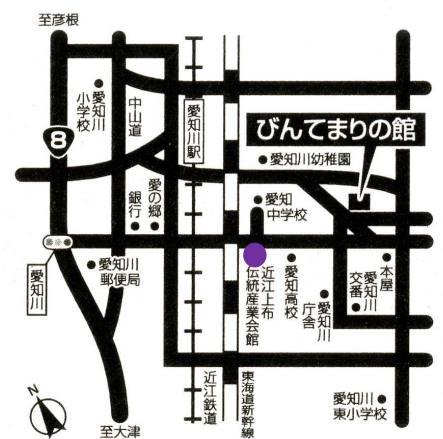 至彦根
愛知川
小学校
中山道
愛知川駅
8
びんてまりの館
愛知川幼稚園
愛の郷
銀行
愛知
中学校
愛知川
愛知川
郵便局
近江上布
伝統産業会館
愛知高校
愛知川
庁舎
愛知川
交番
本屋
近江鉄道
東海道新幹線
愛知川
東小学校
至大津
N